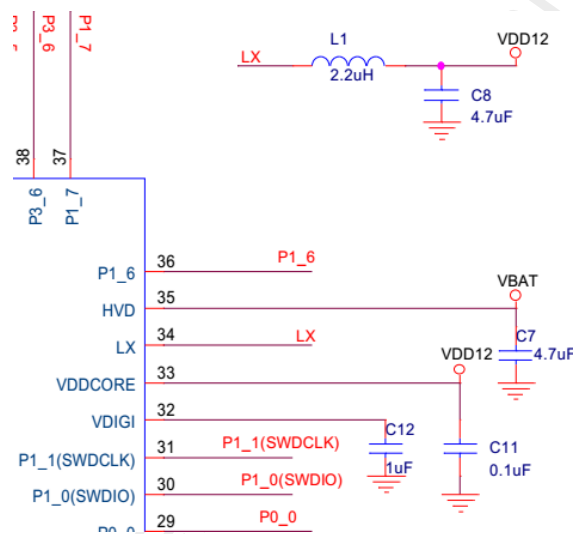 P3_6
P1_7
L1
VDD12
LX
2.2uH
C8
4.7uF
38
37
P3_6
P1_7
36
P1_6
P1_6
35
HVD
VBAT
34
LX
LX
C7
4.7uF
33
VDDCORE
VDD12
32
VDIGI
C12
1uF
C11
0.1uF
31
P1_1(SWDCLK)
P1_1(SWDCLK)
30
P1_0(SWDIO)
P1_0(SWDIO)
29
P0_0
P0_0